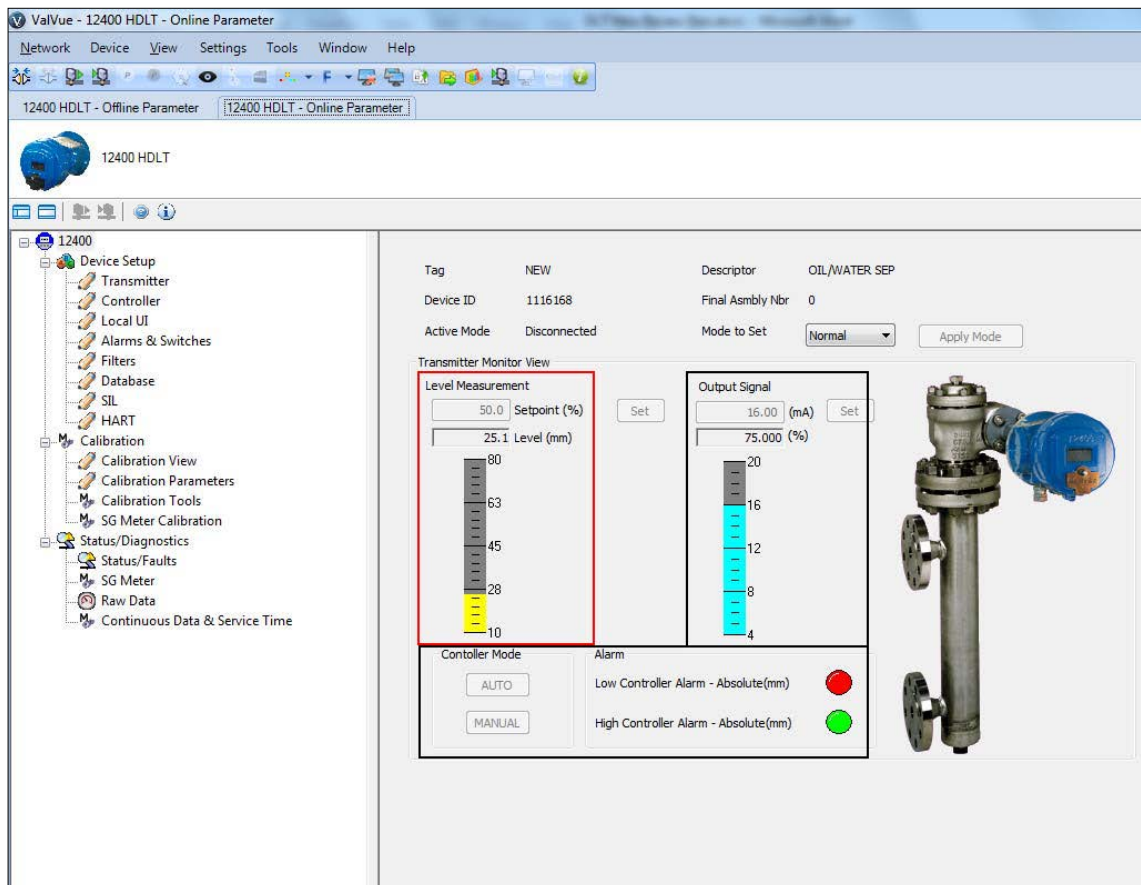 ValVue - 12400 HDLT - Online Parameter
Network Device View Settings Tools Window Help
F
12400 HDLT - Offline Parameter 12400 HDLT - Online Parameter
12400 HDLT
12400
Device Setup
Transmitter
Controller
Local UI
Alarms & Switches
Filters
Database
SIL
HART
Calibration
Calibration View
Calibration Parameters
Calibration Tools
SG Meter Calibration
Status/Diagnostics
Status/Faults
SG Meter
Raw Data
Continuous Data & Service Time
Tag NEW Descriptor OIL/WATER SEP
Device ID 1116168 Final Asmbly Nbr 0
Active Mode Disconnected Mode to Set Normal Apply Mode
Transmitter Monitor View
Level Measurement
50.0 Setpoint (%) Set
25.1 Level (mm)
80
63
45
28
10
Output Signal
16.00 (mA) Set
75.000 (%)
20
16
12
8
4
Contoller Mode
AUTO
MANUAL
Alarm
Low Controller Alarm - Absolute(mm)
High Controller Alarm - Absolute(mm)